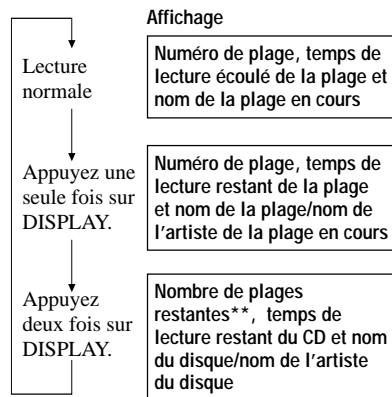 Affichage
Lecture
normale
Numéro de plage, temps de
lecture écoulé de la plage et
nom de la plage en cours
Appuyez une
seule fois sur
DISPLAY.
Numéro de plage, temps de
lecture restant de la plage
et nom de la plage/nom de
l'artiste de la plage en cours
Appuyez
deux fois sur
DISPLAY.
Nombre de plages
restantes**, temps de
lecture restant du CD et nom
du disque/nom de l'artiste
du disque